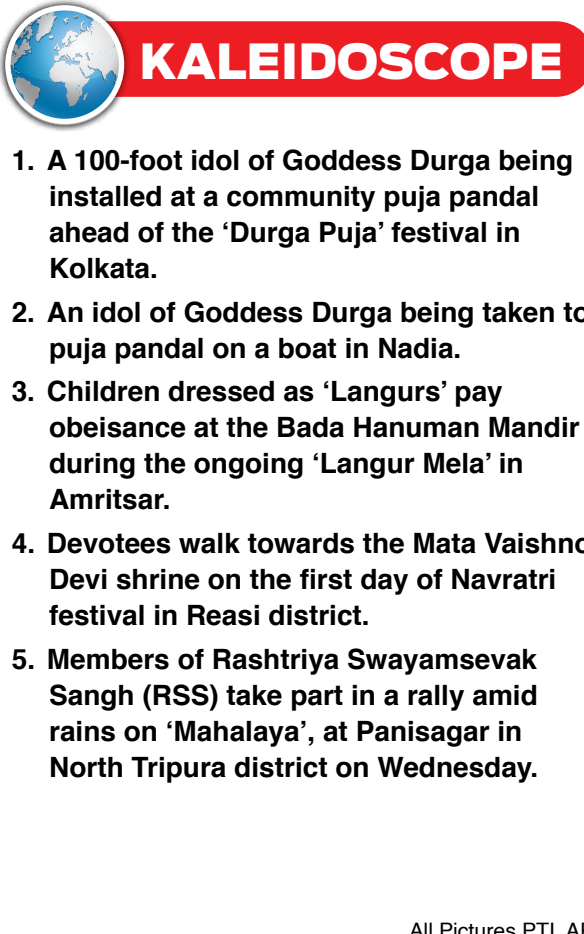 KALEIDOSCOPE
1. A 100-foot idol of Goddess Durga being
installed at a community puja pandal
ahead of the ‘Durga Puja’ festival in
Kolkata.
2. An idol of Goddess Durga being taken to
puja pandal on a boat in Nadia.
3. Children dressed as ‘Langurs’ pay
obeisance at the Bada Hanuman Mandir
during the ongoing ‘Langur Mela’ in
Amritsar.
4. Devotees walk towards the Mata Vaishno
Devi shrine on the first day of Navratri
festival in Reasi district.
5. Members of Rashtriya Swayamsevak
Sangh (RSS) take part in a rally amid
rains on ‘Mahalaya’, at Panisagar in
North Tripura district on Wednesday.
All Pictures PTI,